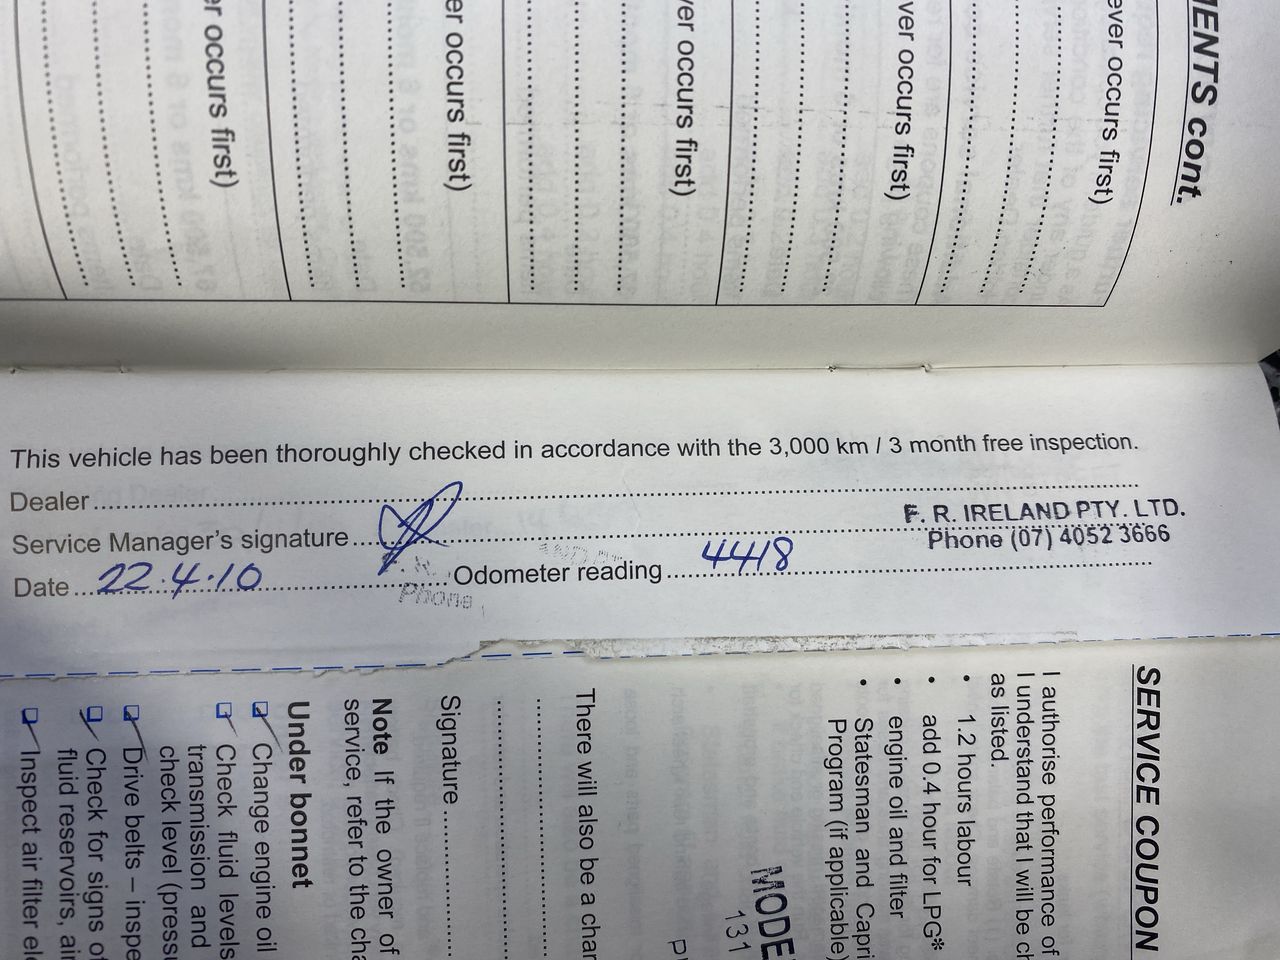 MENTS cont.
ever occurs first)
ver occurs first)
ver occurs first)
er occurs first)
er occurs first)
This vehicle has been thoroughly checked in accordance with the 3,000 km / 3 month free inspection.
Dealer
F. R. IRELAND PTY. LTD.
Service Manager's signature
Phone (07) 4052 3666
Date 22.4.10 Odometer reading 4418
Phone
SERVICE COUPON
I authorise performance of
I understand that I will be ch
as listed.
• 1.2 hours labour
• add 0.4 hour for LPG*
• engine oil and filter
• Statesman and Capri
Program (if applicable)
MODE
131
There will also be a char
Signature
Note If the owner of
service, refer to the cha
Under bonnet
Change engine oil
Check fluid levels
transmission and
check level (pressu
Drive belts – inspe
Check for signs of
fluid reservoirs, air
Inspect air filter ele